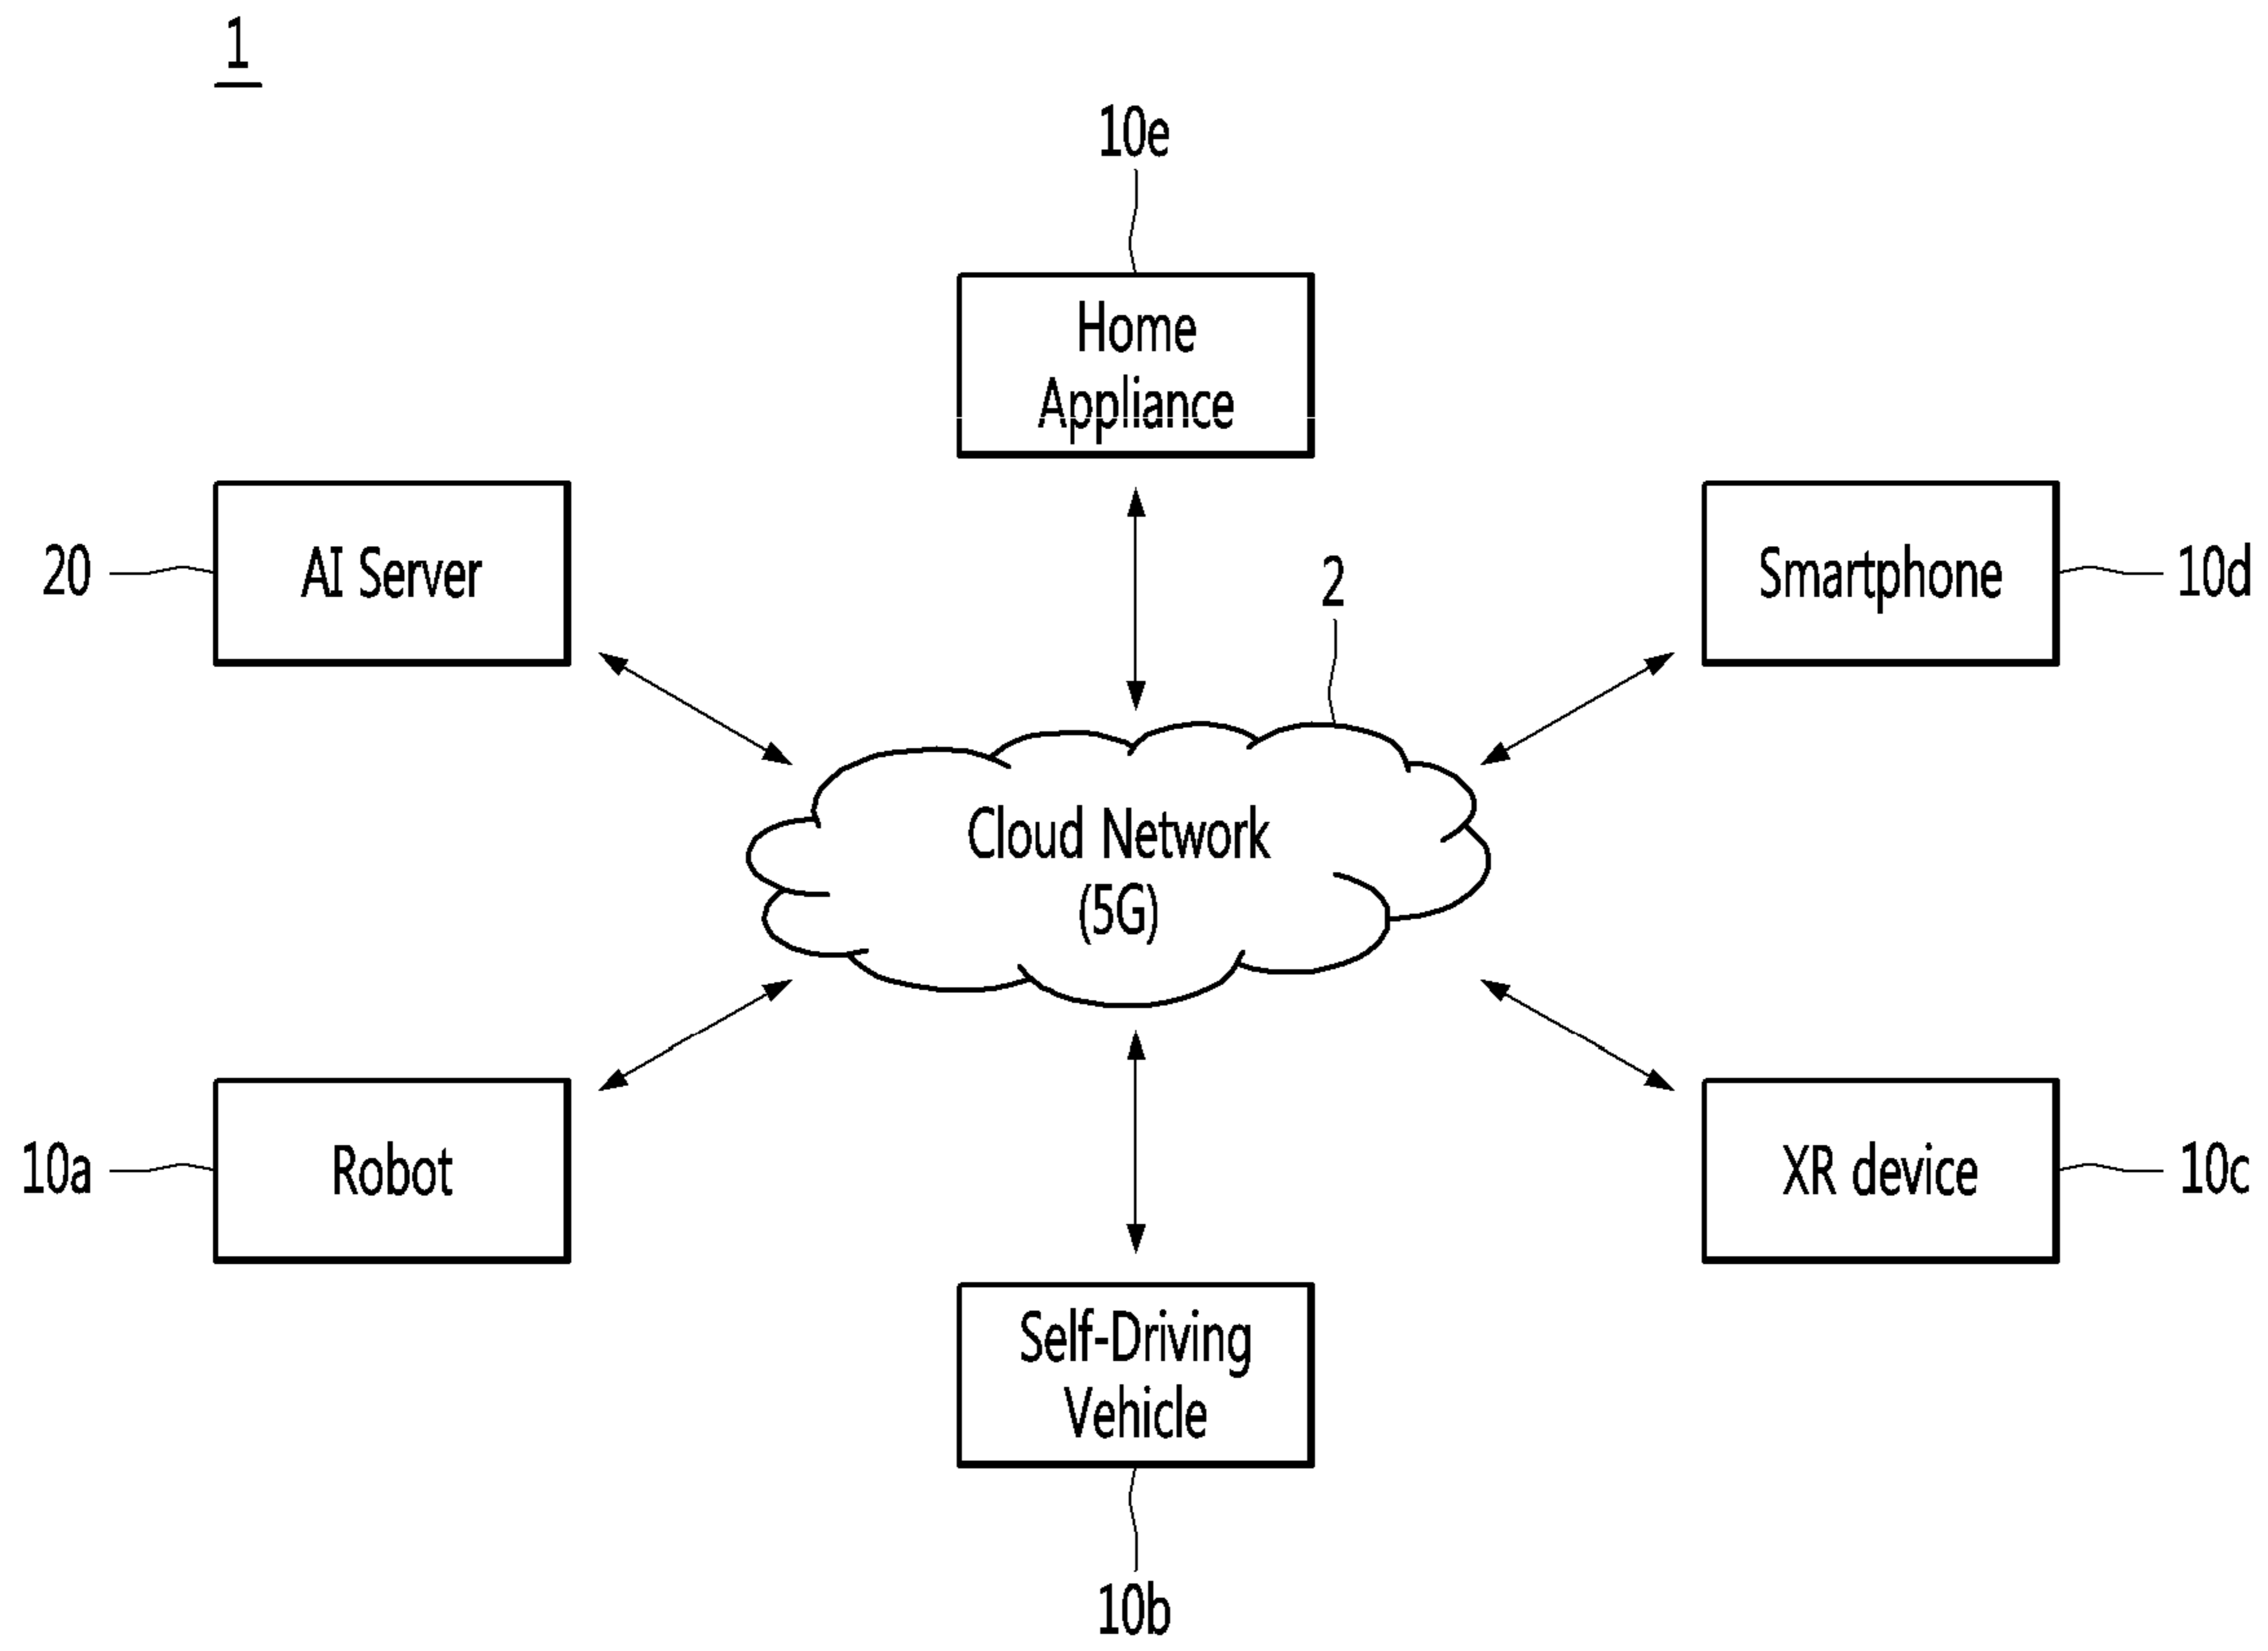 1
10e
Home
Appliance
20
AI Server
Smartphone
10d
2
Cloud Network
(5G)
10a
Robot
XR device
10c
Self-Driving
Vehicle
10b